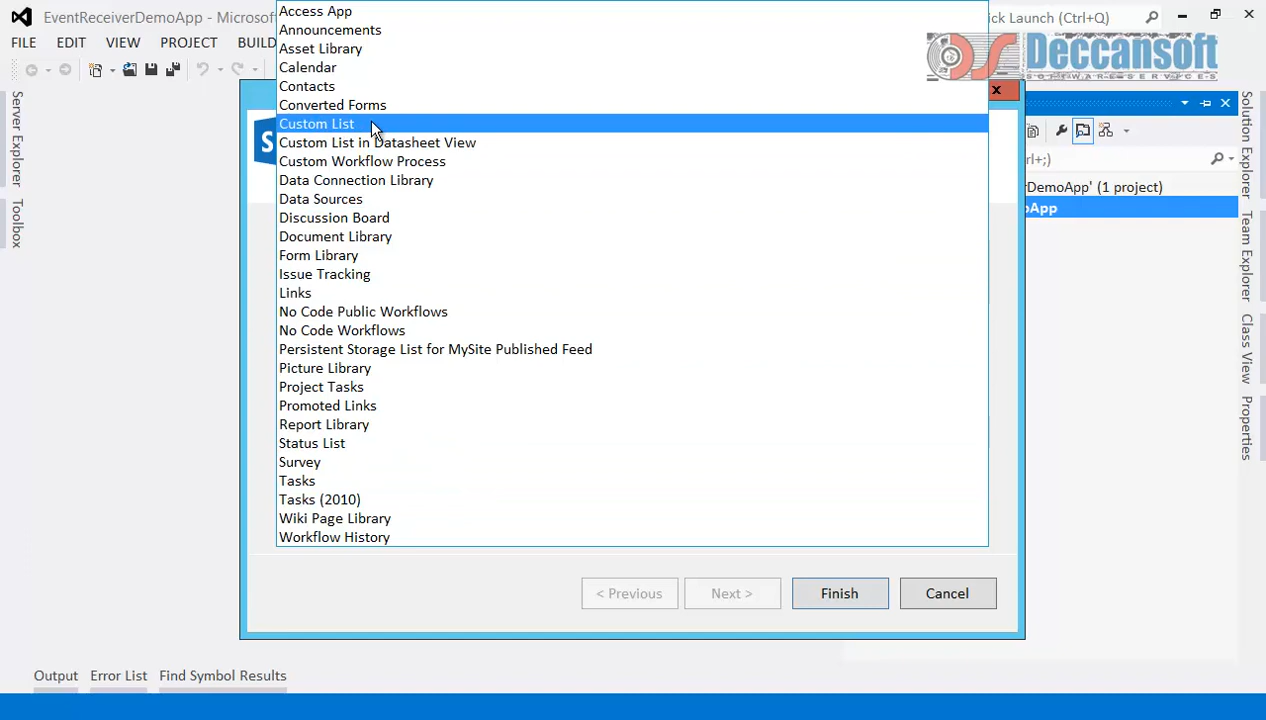 EventReceiverDemoApp - Microsof
ick Launch (Ctrl+Q)
FILE EDIT VIEW PROJECT BUILD
Deccansoft
SOFTWARESERVICES
Access App
Announcements
Asset Library
Calendar
Contacts
Converted Forms
Custom List
Custom List in Datasheet View
Custom Workflow Process
Data Connection Library
Data Sources
Discussion Board
Document Library
Form Library
Issue Tracking
Links
No Code Public Workflows
No Code Workflows
Persistent Storage List for MySite Published Feed
Picture Library
Project Tasks
Promoted Links
Report Library
Status List
Survey
Tasks
Tasks (2010)
Wiki Page Library
Workflow History
< Previous Next > Finish Cancel
Server Explorer
Toolbox
rl+;)
rDemoApp' (1 project)
oApp
Solution Explorer
Team Explorer
Class View
Properties
Output Error List Find Symbol Results